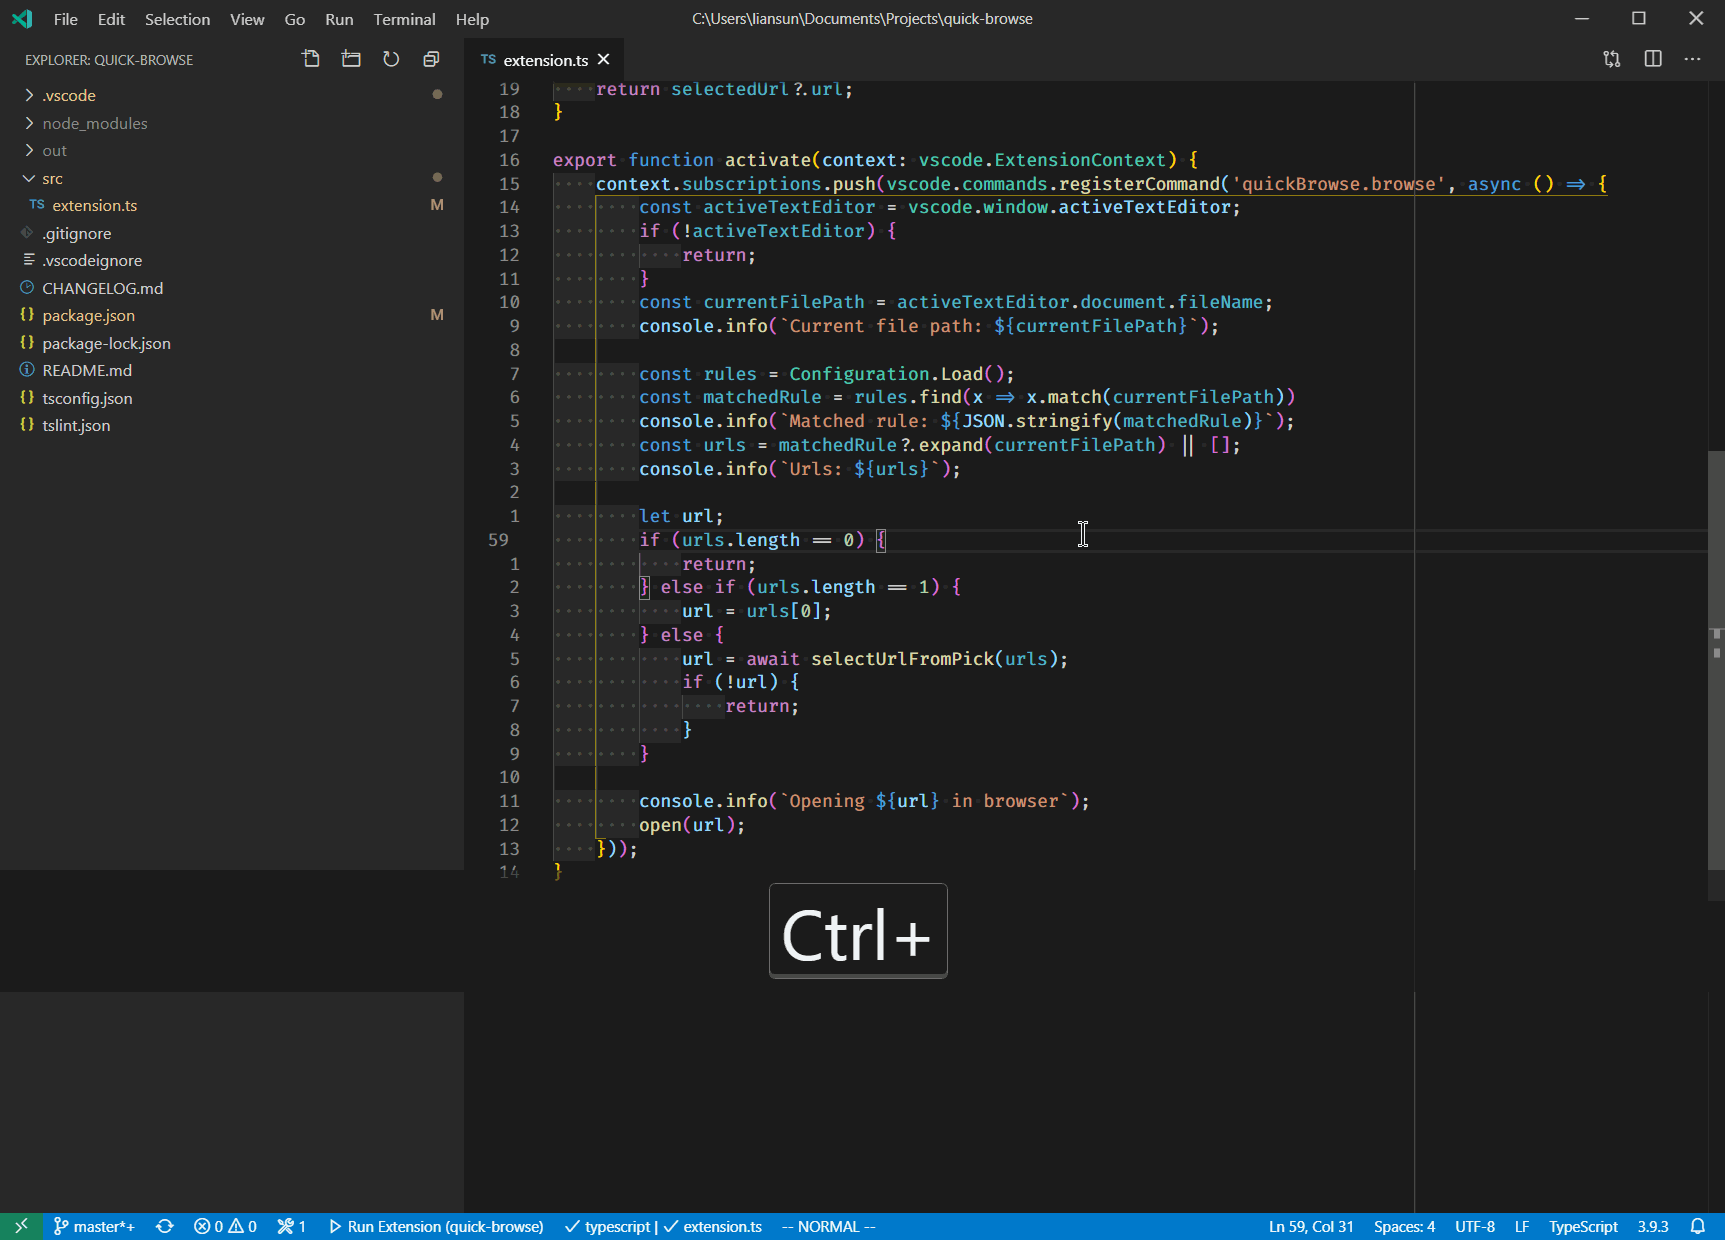 File Edit Selection View Go Run Terminal Help
C:\Users\liansun\Documents\Projects\quick-browse
EXPLORER: QUICK-BROWSE
.vscode
node_modules
out
src
TS extension.ts M
.gitignore
.vscodeignore
CHANGELOG.md
{} package.json M
{} package-lock.json
README.md
{} tsconfig.json
{} tslint.json
TS extension.ts
19 return selectedUrl?.url;
18 }
17
16 export function activate(context: vscode.ExtensionContext) {
15 context.subscriptions.push(vscode.commands.registerCommand('quickBrowse.browse', async () => {
14 const activeTextEditor = vscode.window.activeTextEditor;
13 if (!activeTextEditor) {
12 return;
11 }
10 const currentFilePath = activeTextEditor.document.fileName;
9 console.info(`Current file path: ${currentFilePath}`);
8
7 const rules = Configuration.Load();
6 const matchedRule = rules.find(x => x.match(currentFilePath))
5 console.info(`Matched rule: ${JSON.stringify(matchedRule)}`);
4 const urls = matchedRule?.expand(currentFilePath) || [];
3 console.info(`Urls: ${urls}`);
2
1 let url;
59 if (urls.length == 0) {
1 return;
2 } else if (urls.length == 1) {
3 url = urls[0];
4 } else {
5 url = await selectUrlFromPick(urls);
6 if (!url) {
7 return;
8 }
9 }
10
11 console.info(`Opening ${url} in browser`);
12 open(url);
13 }));
14 }
Ctrl+
master*+ 0 0 1 Run Extension (quick-browse) typescript | extension.ts -- NORMAL -- Ln 59, Col 31 Spaces: 4 UTF-8 LF TypeScript 3.9.3